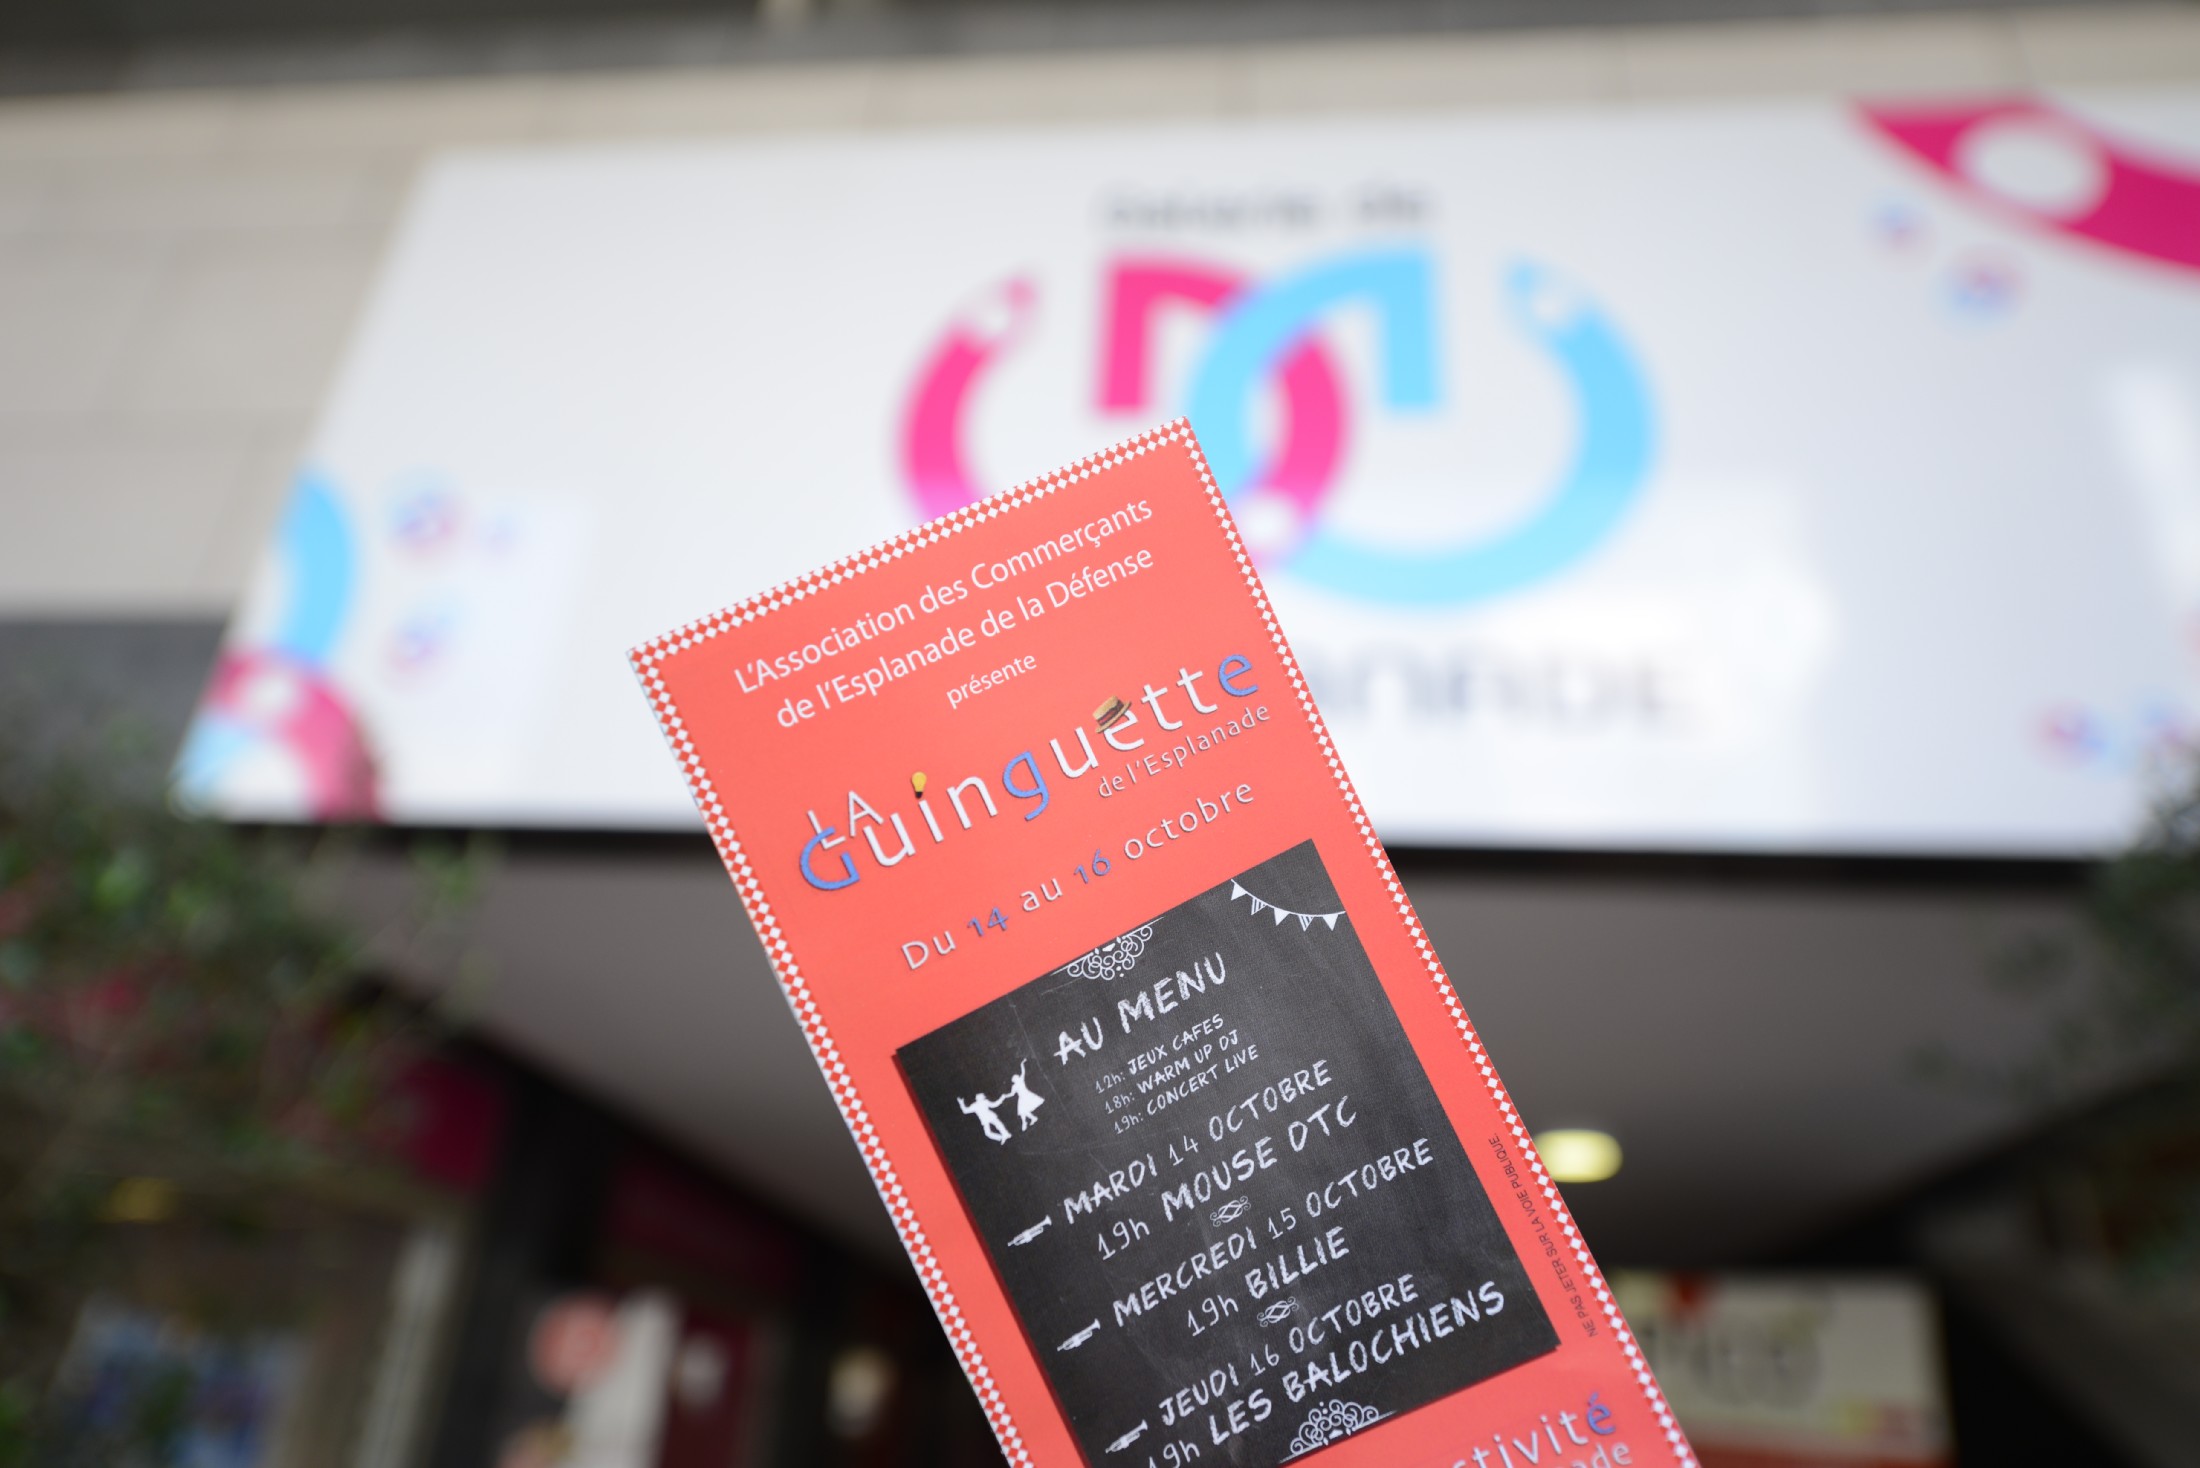 L'Association des Commerçants
de l'Esplanade de la Défense
présente
LA
Guinguette
de l'Esplanade
Du 14 au 16 octobre
AU MENU
12h: JEUX CAFES
18h: WARM UP DJ
19h: CONCERT LIVE
MARDI 14 OCTOBRE
19h MOUSE DTC
MERCREDI 15 OCTOBRE
19h BILLIE
JEUDI 16 OCTOBRE
19h LES BALOCHIENS
NE PAS JETER SUR LA VOIE PUBLIQUE.